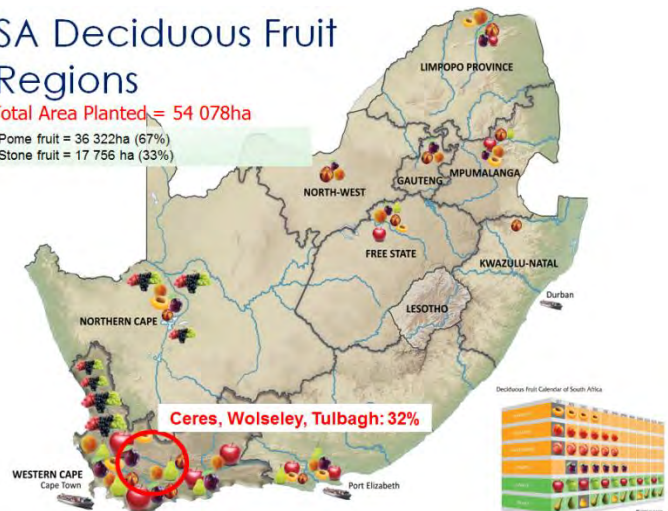 SA Deciduous Fruit
Regions
Total Area Planted = 54 078ha
Pome fruit = 36 322ha (67%)
Stone fruit = 17 756 ha (33%)
LIMPOPO PROVINCE
NORTH-WEST
GAUTENG
MPUMALANGA
FREE STATE
KWAZULU-NATAL
LESOTHO
Durban
NORTHERN CAPE
Deciduous Fruit Calendar of South Africa
Ceres, Wolseley, Tulbagh: 32%
WESTERN CAPE
Cape Town
Port Elizabeth